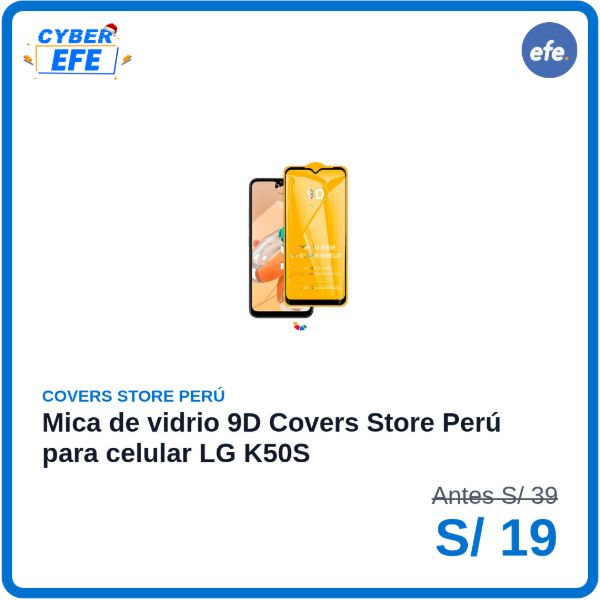 CYBER
EFE
efe.
9D
COVERS STORE PERÚ
Mica de vidrio 9D Covers Store Perú
para celular LG K50S
Antes S/ 39
S/ 19